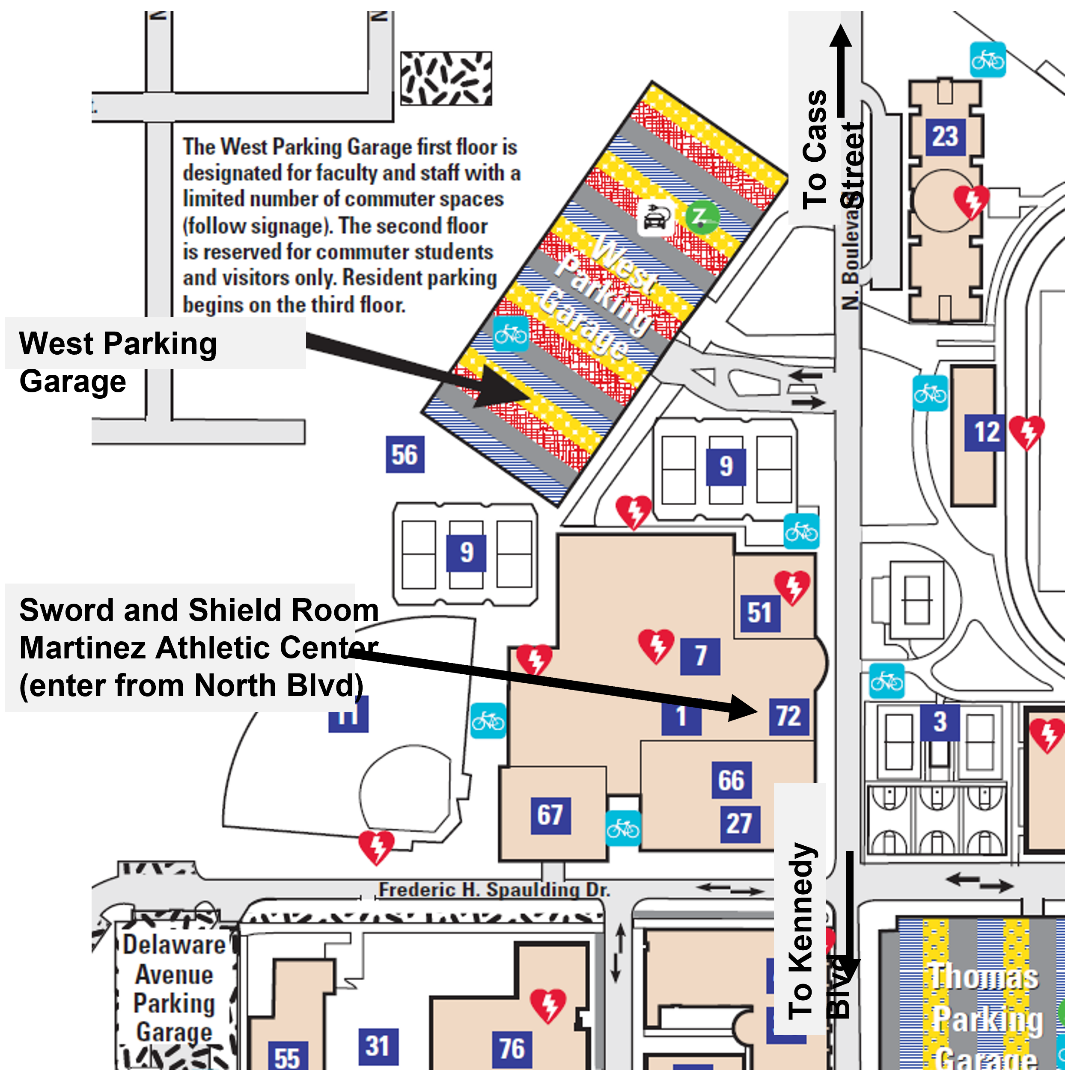 N
N
To Cass
Street
23
The West Parking Garage first floor is
designated for faculty and staff with a
limited number of commuter spaces
(follow signage). The second floor
is reserved for commuter students
and visitors only. Resident parking
begins on the third floor.
Z
West
Parking
Garage
N. Boulevard
West Parking
Garage
12
56
9
9
Sword and Shield Room
Martinez Athletic Center
(enter from North Blvd)
51
7
11
1
72
3
66
67
27
To Kennedy
Blvd
Frederic H. Spaulding Dr.
Delaware
Avenue
Parking
Garage
Thomas
Parking
Garage
55
31
76